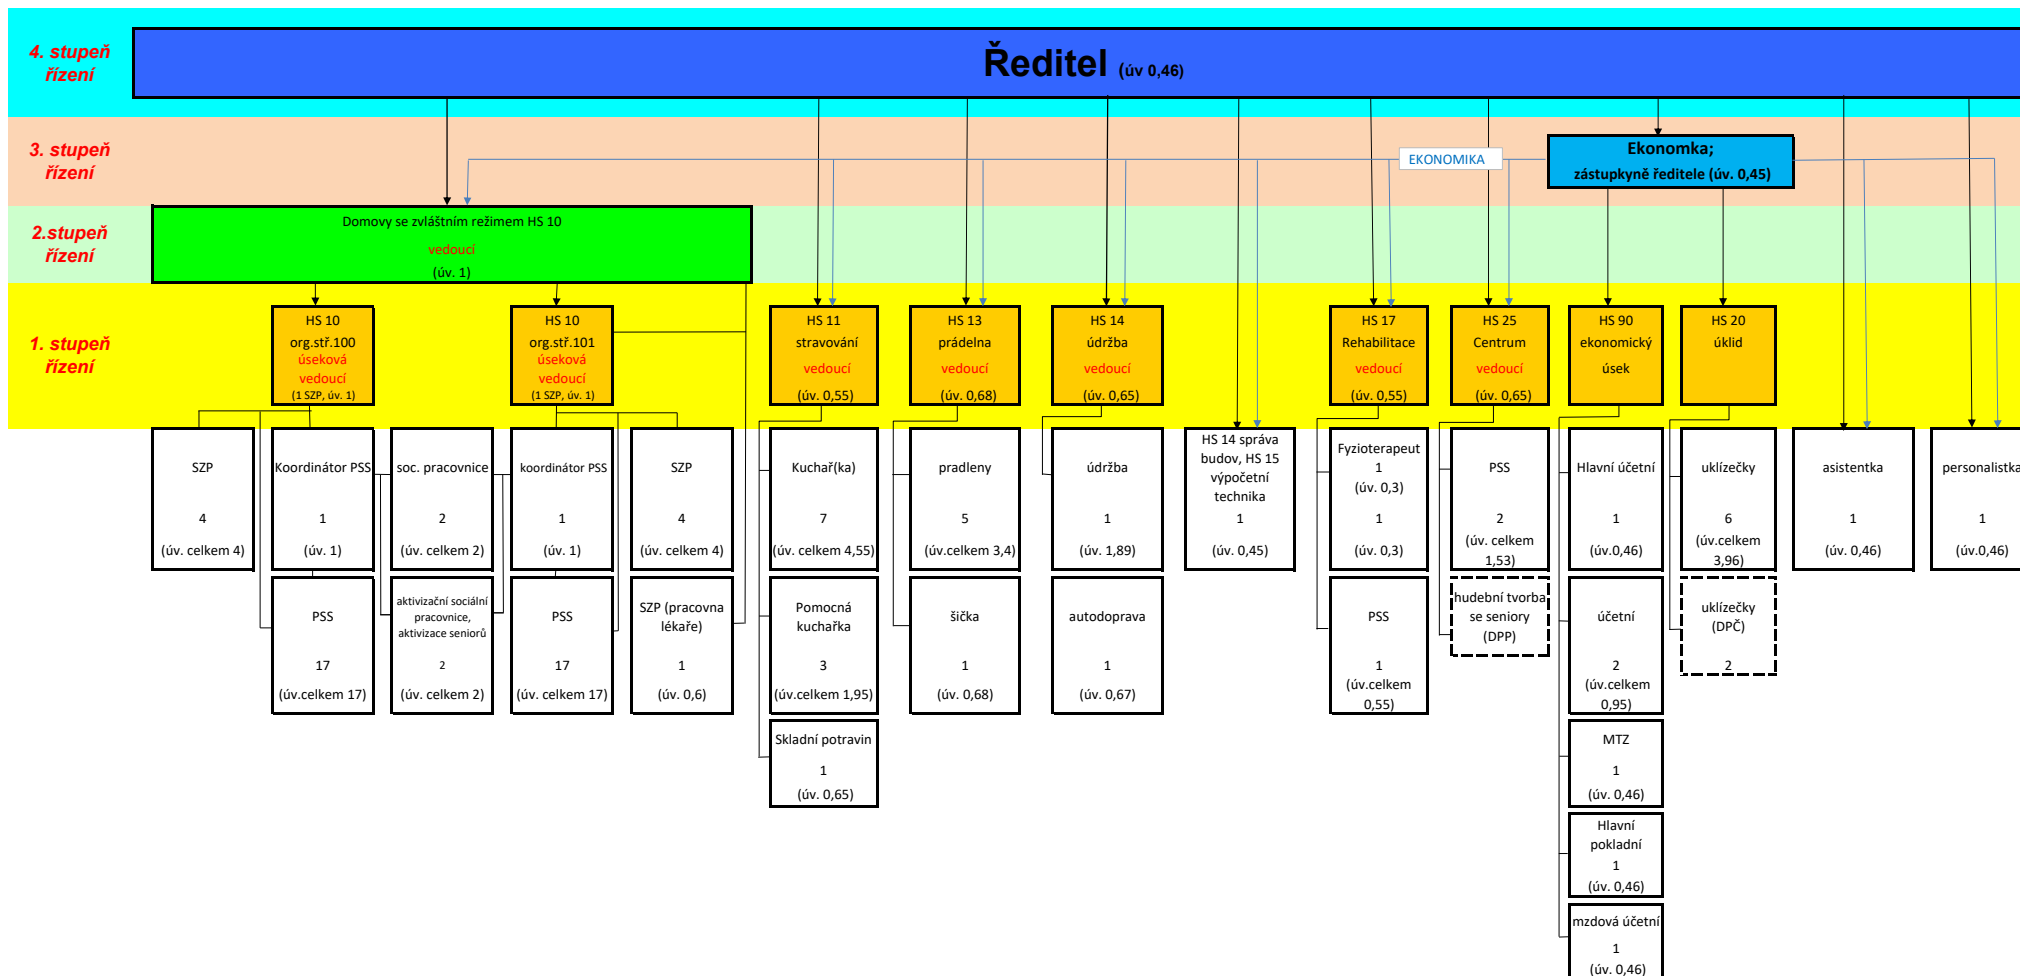 4. stupeň
řízení
Ředitel (úv 0,46)
3. stupeň
řízení
EKONOMIKA
Ekonomka;
zástupkyně ředitele (úv. 0,45)
2.stupeň
řízení
Domovy se zvláštním režimem HS 10
vedoucí
(úv. 1)
1. stupeň
řízení
HS 10
org.stř.100
úseková
vedoucí
(1 SZP, úv. 1)
HS 10
org.stř.101
úseková
vedoucí
(1 SZP, úv. 1)
HS 11
stravování
vedoucí
(úv. 0,55)
HS 13
prádelna
vedoucí
(úv. 0,68)
HS 14
údržba
vedoucí
(úv. 0,65)
HS 17
Rehabilitace
vedoucí
(úv. 0,55)
HS 25
Centrum
vedoucí
(úv. 0,65)
HS 90
ekonomický
úsek
HS 20
úklid
SZP
4
(úv. celkem 4)
Koordinátor PSS
1
(úv. 1)
soc. pracovnice
2
(úv. celkem 2)
koordinátor PSS
1
(úv. 1)
SZP
4
(úv. celkem 4)
Kuchař(ka)
7
(úv. celkem 4,55)
pradleny
5
(úv.celkem 3,4)
údržba
1
(úv. 1,89)
HS 14 správa
budov, HS 15
výpočetní
technika
1
(úv. 0,45)
Fyzioterapeut
1
(úv. 0,3)
1
(úv. 0,3)
PSS
2
(úv. celkem
1,53)
Hlavní účetní
1
(úv.0,46)
uklízečky
6
(úv.celkem
3,96)
asistentka
1
(úv. 0,46)
personalistka
1
(úv.0,46)
PSS
17
(úv.celkem 17)
aktivizační sociální
pracovnice,
aktivizace seniorů
2
(úv. celkem 2)
PSS
17
(úv. celkem 17)
SZP (pracovna
lékaře)
1
(úv. 0,6)
Pomocná
kuchařka
3
(úv.celkem 1,95)
šička
1
(úv. 0,68)
autodoprava
1
(úv. 0,67)
PSS
1
(úv.celkem
0,55)
hudební tvorba
se seniory
(DPP)
účetní
2
(úv.celkem
0,95)
uklízečky
(DPČ)
2
Skladní potravin
1
(úv. 0,65)
MTZ
1
(úv. 0,46)
Hlavní
pokladní
1
(úv. 0,46)
mzdová účetní
1
(úv. 0,46)